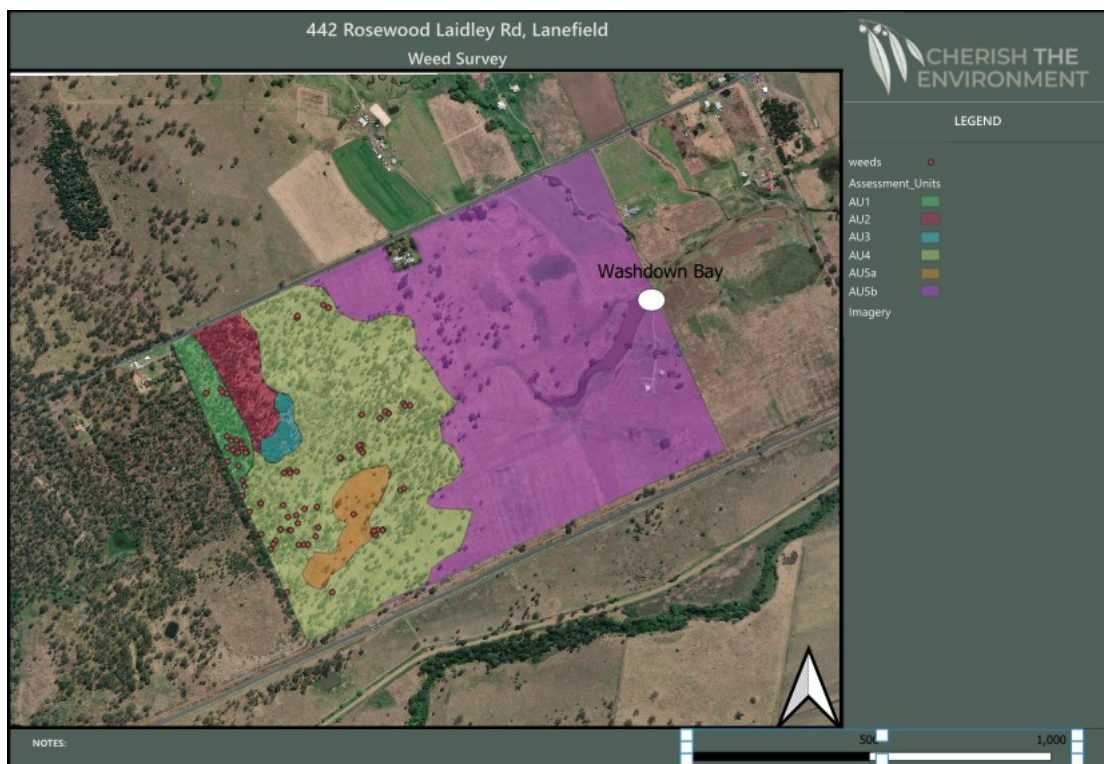 442 Rosewood Laidley Rd, Lanefield
Weed Survey
CHERISH THE
ENVIRONMENT
LEGEND
weeds
Assessment_Units
AU1
AU2
AU3
AU4
AU5a
AU5b
Imagery
Washdown Bay
NOTES:
500 1,000